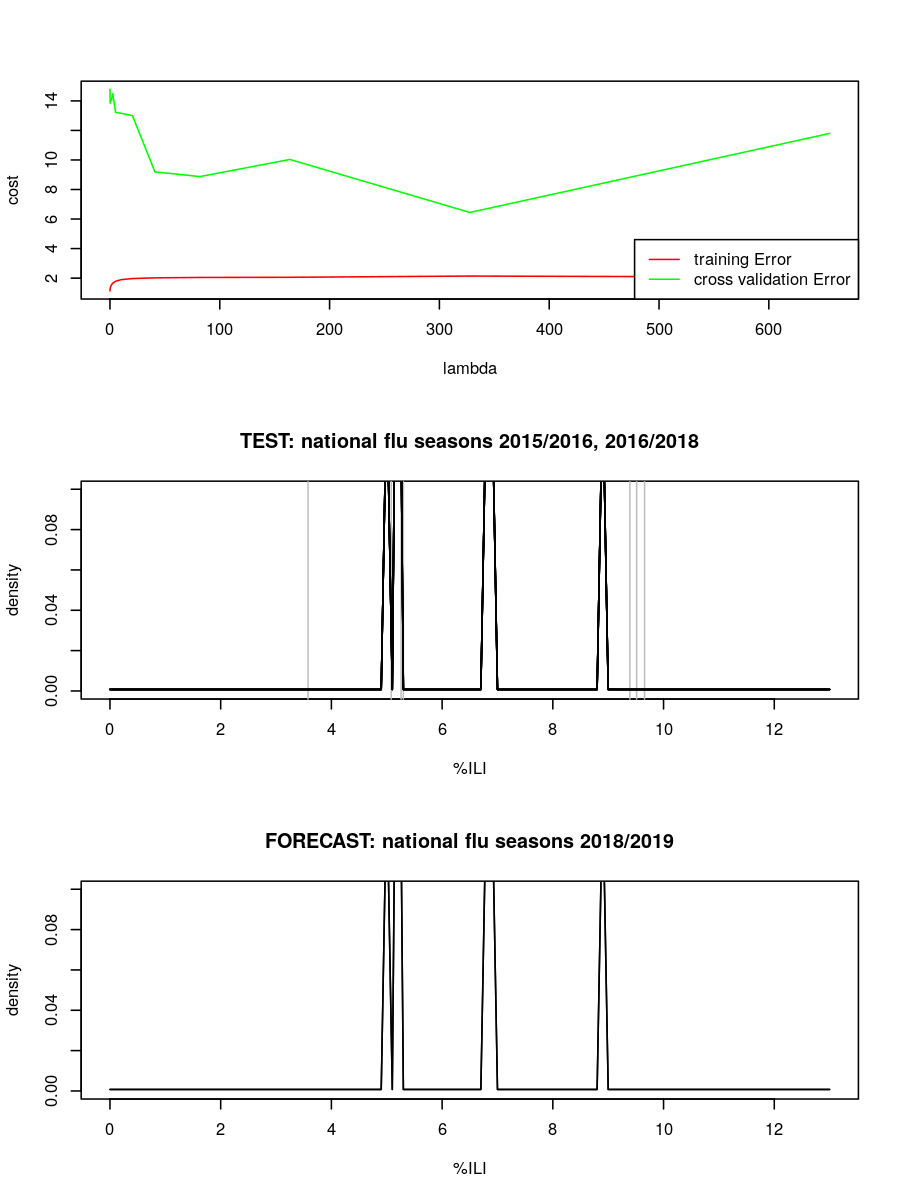 14
10
8
6
4
2
cost
training Error
cross validation Error
0 100 200 300 400 500 600
lambda
TEST: national flu seasons 2015/2016, 2016/2018
0.08
0.04
0.00
density
0 2 4 6 8 10 12
%ILI
FORECAST: national flu seasons 2018/2019
0.08
0.04
0.00
density
0 2 4 6 8 10 12
%ILI